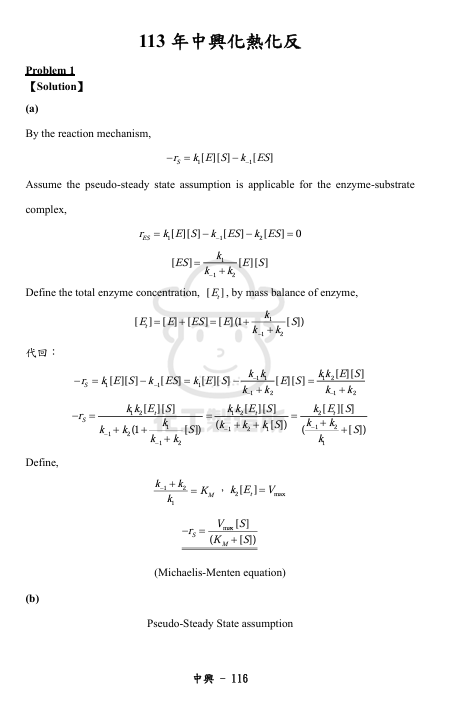 113 年中興化熱化反
Problem 1
【Solution】
(a)
By the reaction mechanism,
−r_S = k_1[E][S] − k_{−1}[ES]
Assume the pseudo-steady state assumption is applicable for the enzyme-substrate
complex,
r_{ES} = k_1[E][S] − k_{−1}[ES] − k_2[ES] = 0
[ES] = \frac{k_1}{k_{−1} + k_2}[E][S]
Define the total enzyme concentration, [E_t], by mass balance of enzyme,
[E_t] = [E] + [ES] = [E](1 + \frac{k_1}{k_{−1} + k_2}[S])
代回：
−r_S = k_1[E][S] − k_{−1}[ES] = k_1[E][S] − \frac{k_{−1}k_1}{k_{−1} + k_2}[E][S] = \frac{k_1k_2[E][S]}{k_{−1} + k_2}
−r_S = \frac{k_1k_2[E_t][S]}{k_{−1} + k_2(1 + \frac{k_1}{k_{−1} + k_2}[S])} = \frac{k_1k_2[E_t][S]}{(k_{−1} + k_2 + k_1[S])} = \frac{k_2[E_t][S]}{(\frac{k_{−1} + k_2}{k_1} + [S])}
Define,
\frac{k_{−1} + k_2}{k_1} = K_M , k_2[E_t] = V_{max}
−r_S = \frac{V_{max}[S]}{(K_M + [S])}
(Michaelis-Menten equation)
(b)
Pseudo-Steady State assumption
中興 − 116